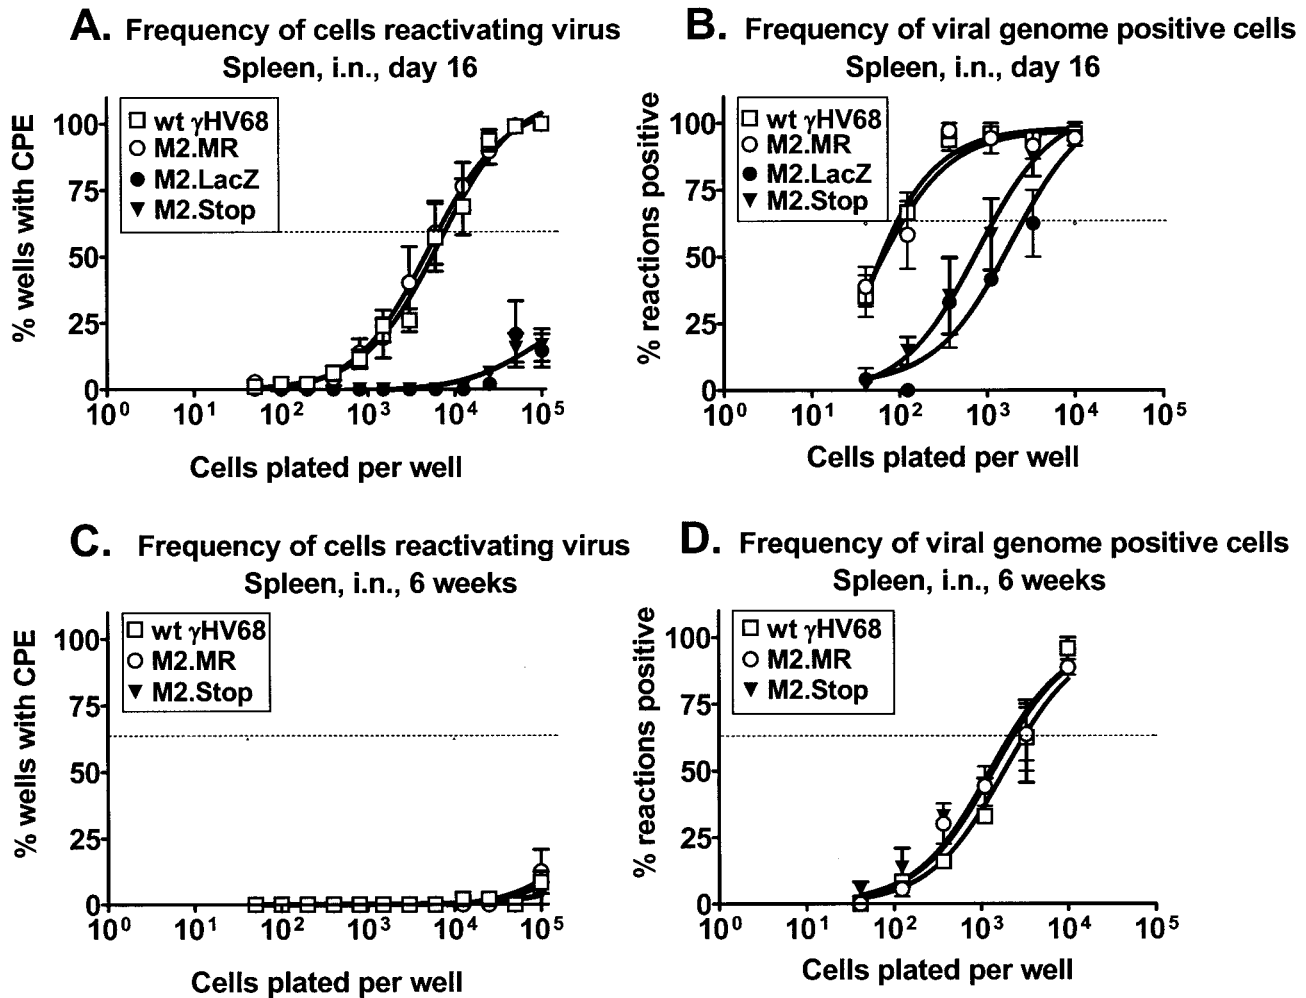 A. Frequency of cells reactivating virus
Spleen, i.n., day 16
% wells with CPE
100
75
50
25
0
wt γHV68
M2.MR
M2.LacZ
M2.Stop
10^0 10^1 10^2 10^3 10^4 10^5
Cells plated per well
B. Frequency of viral genome positive cells
Spleen, i.n., day 16
% reactions positive
100
75
50
25
0
wt γHV68
M2.MR
M2.LacZ
M2.Stop
10^0 10^1 10^2 10^3 10^4 10^5
Cells plated per well
C. Frequency of cells reactivating virus
Spleen, i.n., 6 weeks
% wells with CPE
100
75
50
25
0
wt γHV68
M2.MR
M2.Stop
10^0 10^1 10^2 10^3 10^4 10^5
Cells plated per well
D. Frequency of viral genome positive cells
Spleen, i.n., 6 weeks
% reactions positive
100
75
50
25
0
wt γHV68
M2.MR
M2.Stop
10^0 10^1 10^2 10^3 10^4 10^5
Cells plated per well